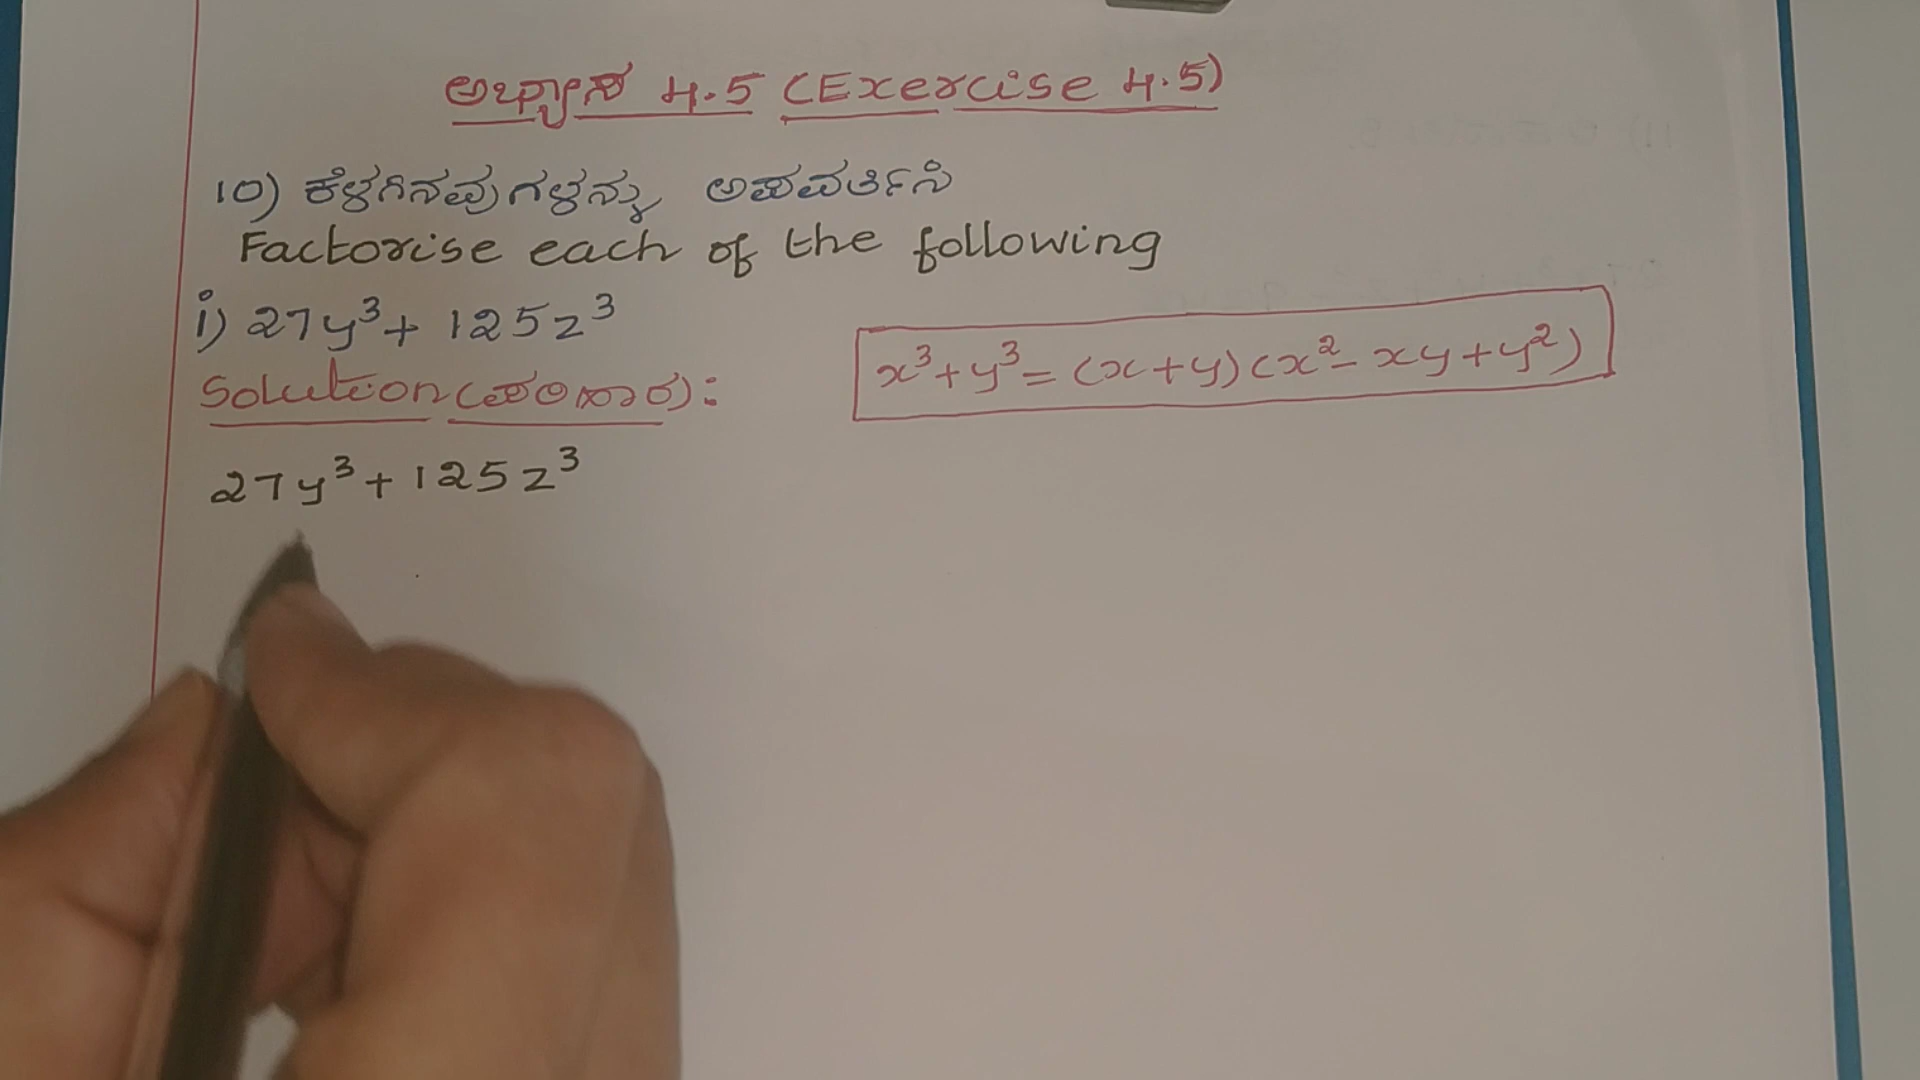 ಅಭ್ಯಾಸ 4.5 (Exercise 4.5)
10) ಕೆಳಗಿನವುಗಳನ್ನು ಅಪವರ್ತಿಸಿ
Factorise each of the following
i) 27y³ + 125z³
x³ + y³ = (x + y) (x² - xy + y²)
Solution (ಪರಿಹಾರ) :
27y³ + 125z³